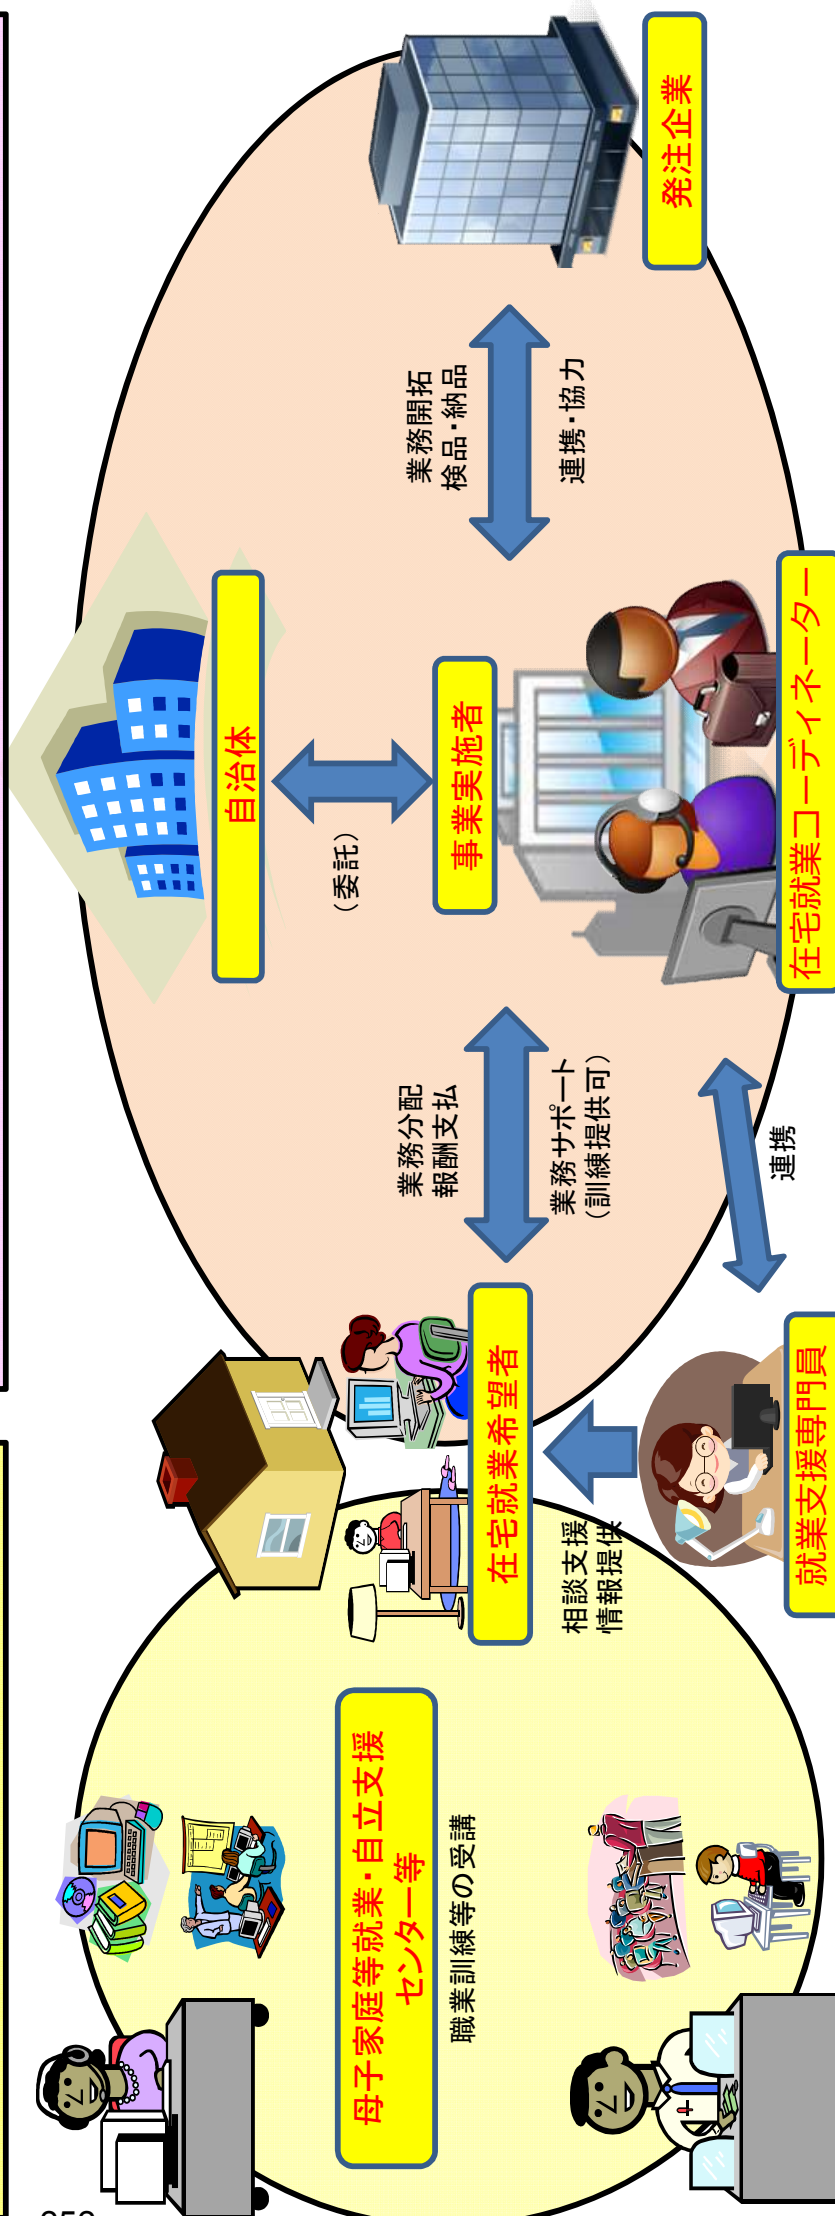 母子家庭等就業・自立支援
センター等
職業訓練等の受講
在宅就業希望者
相談支援
情報提供
就業支援専門員
業務分配
報酬支払
業務サポート
（訓練提供可）
連携
自治体
（委託）
事業実施者
在宅就業コーディネーター
業務開拓
検品・納品
連携・協力
発注企業